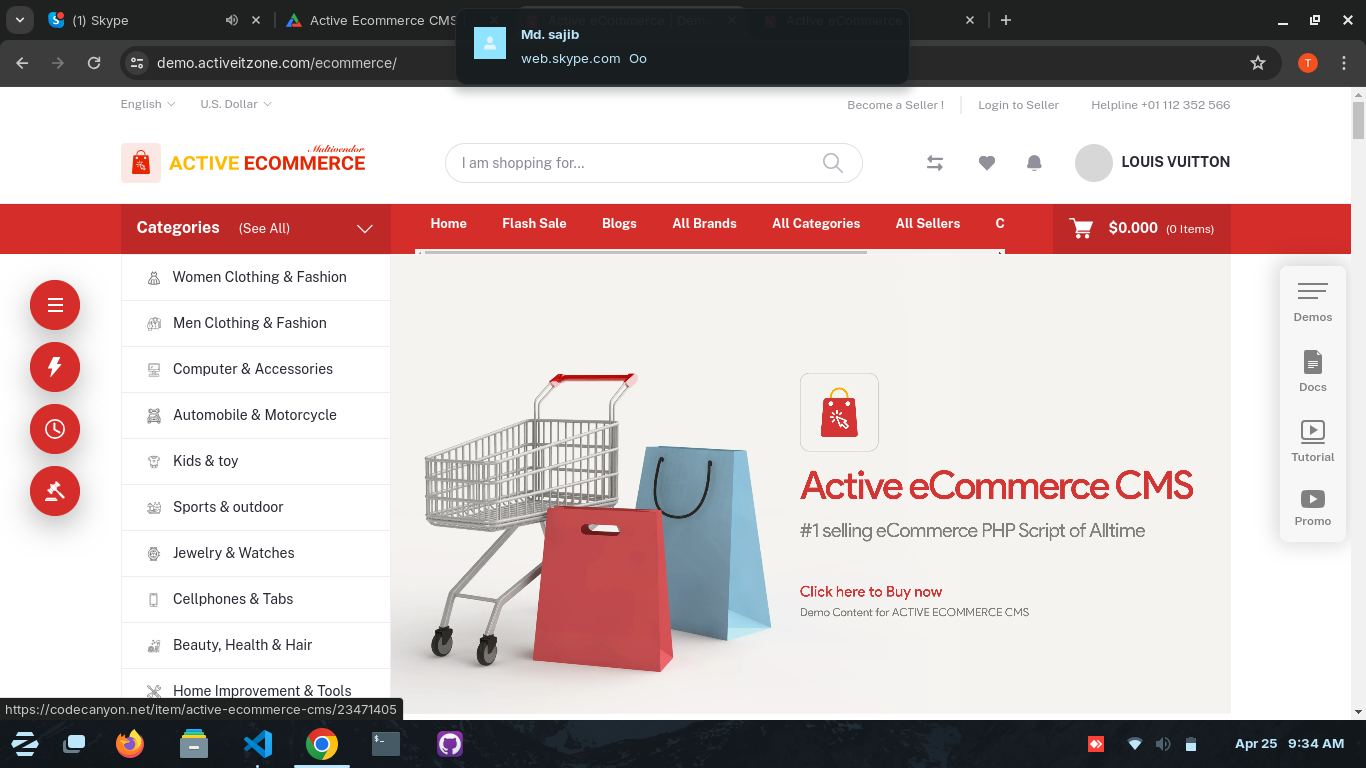 (1) Skype
Active Ecommerce CMS
Active eCommerce | Dem
Active eCommerce
Md. sajib
web.skype.com Oo
demo.activeitzone.com/ecommerce/
T
English
U.S. Dollar
Become a Seller !
Login to Seller
Helpline +01 112 352 566
Multivendor
ACTIVE ECOMMERCE
I am shopping for...
LOUIS VUITTON
Categories (See All)
Home
Flash Sale
Blogs
All Brands
All Categories
All Sellers
C
$0.000 (0 Items)
Women Clothing & Fashion
Men Clothing & Fashion
Computer & Accessories
Automobile & Motorcycle
Kids & toy
Sports & outdoor
Jewelry & Watches
Cellphones & Tabs
Beauty, Health & Hair
Home Improvement & Tools
Active eCommerce CMS
#1 selling eCommerce PHP Script of Alltime
Click here to Buy now
Demo Content for ACTIVE ECOMMERCE CMS
Demos
Docs
Tutorial
Promo
https://codecanyon.net/item/active-ecommerce-cms/23471405
Apr 25 9:34 AM